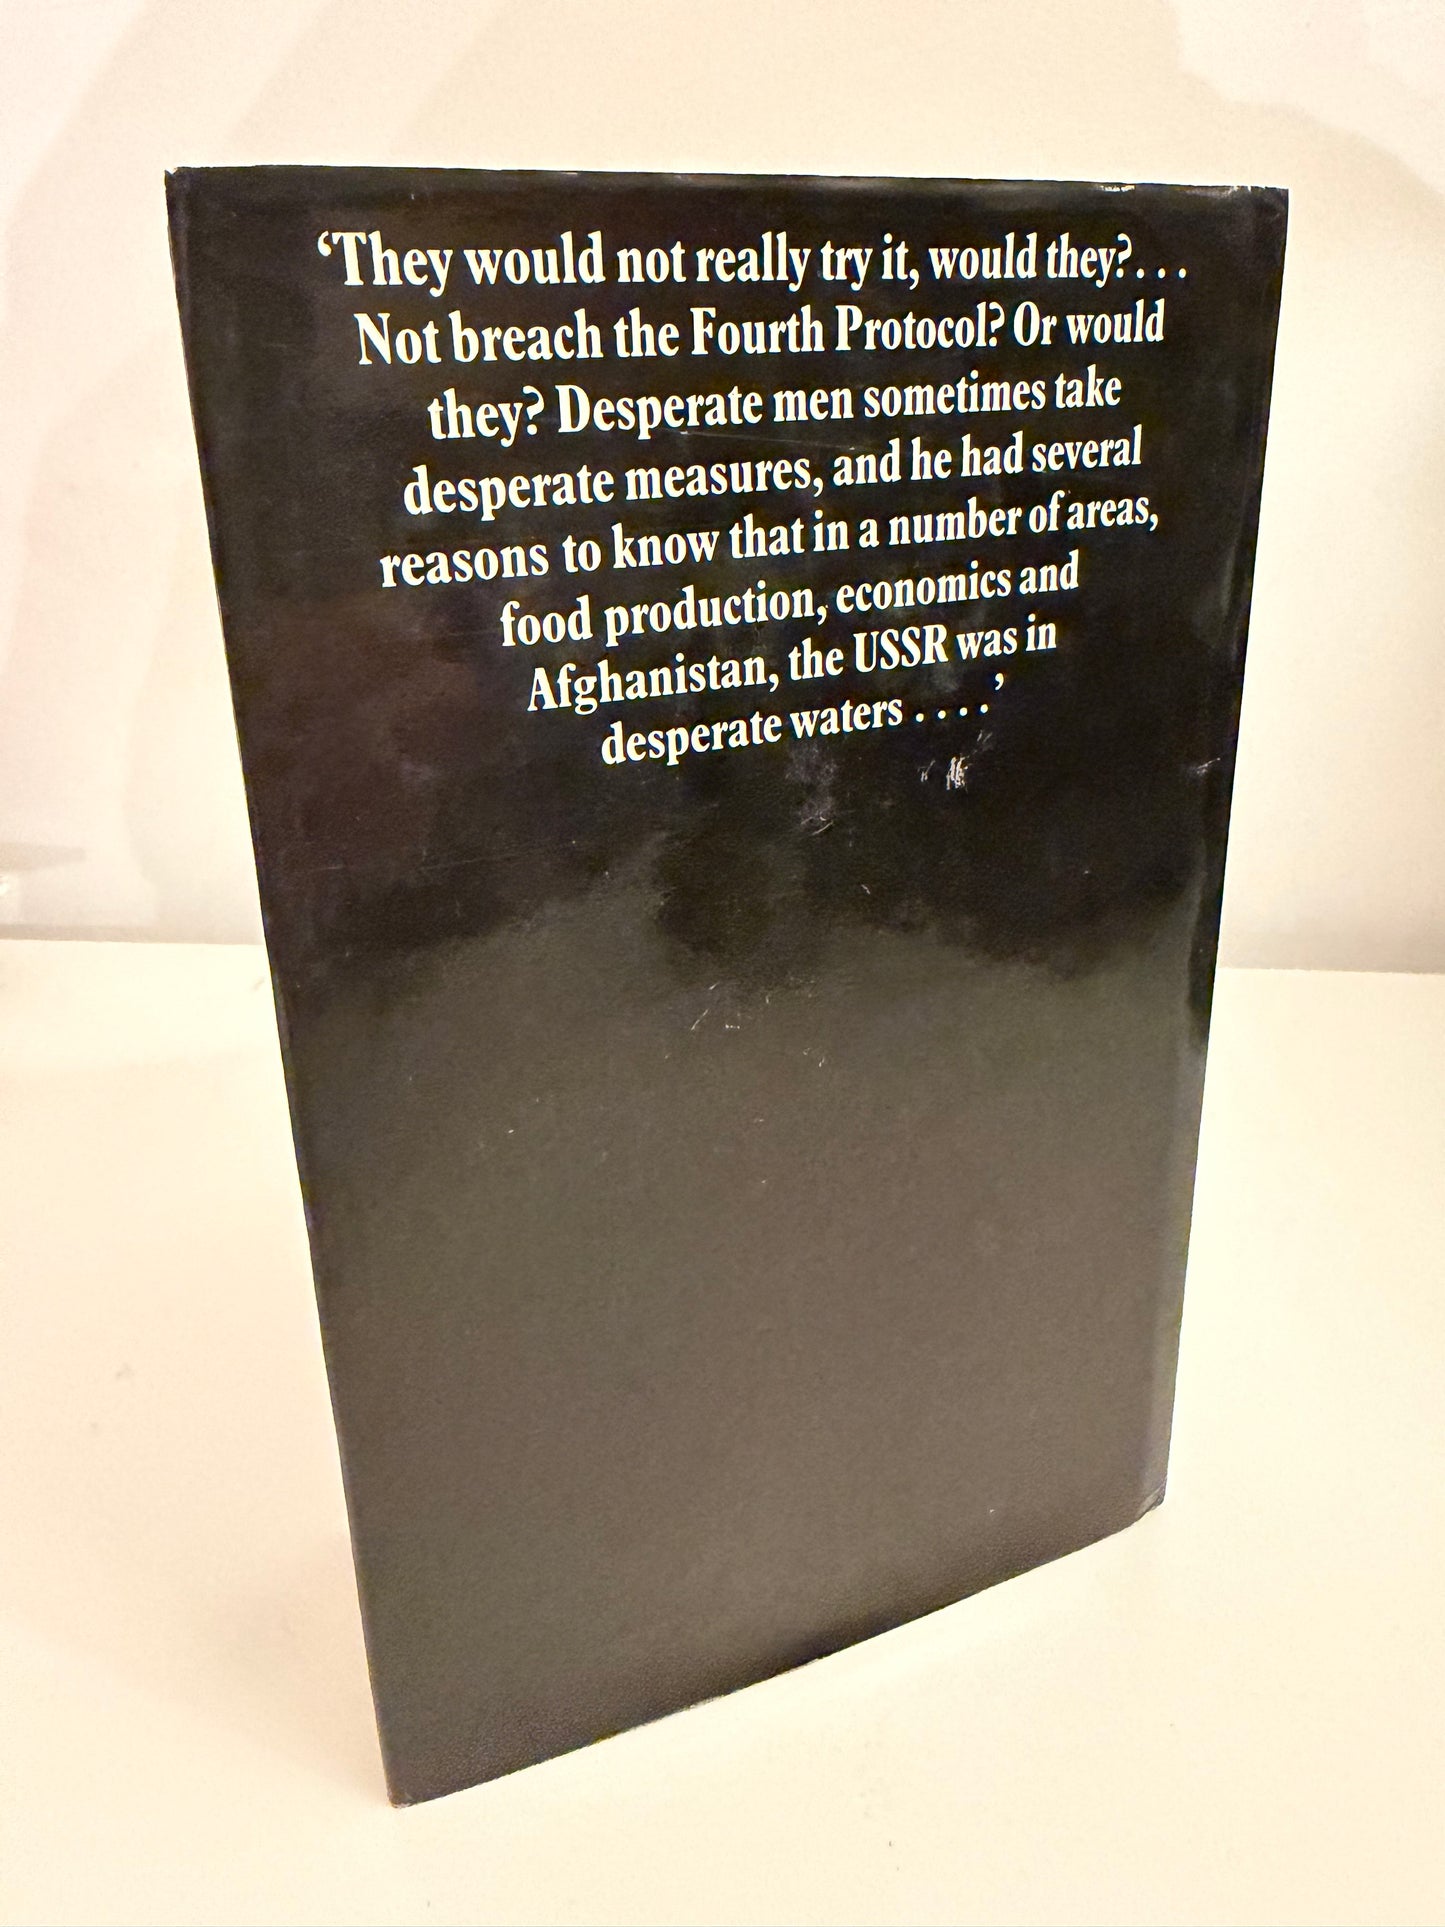 ‘They would not really try it, would they?...
Not breach the Fourth Protocol? Or would
they? Desperate men sometimes take
desperate measures, and he had several
reasons to know that in a number of areas,
food production, economics and
Afghanistan, the USSR was in
desperate waters ....’